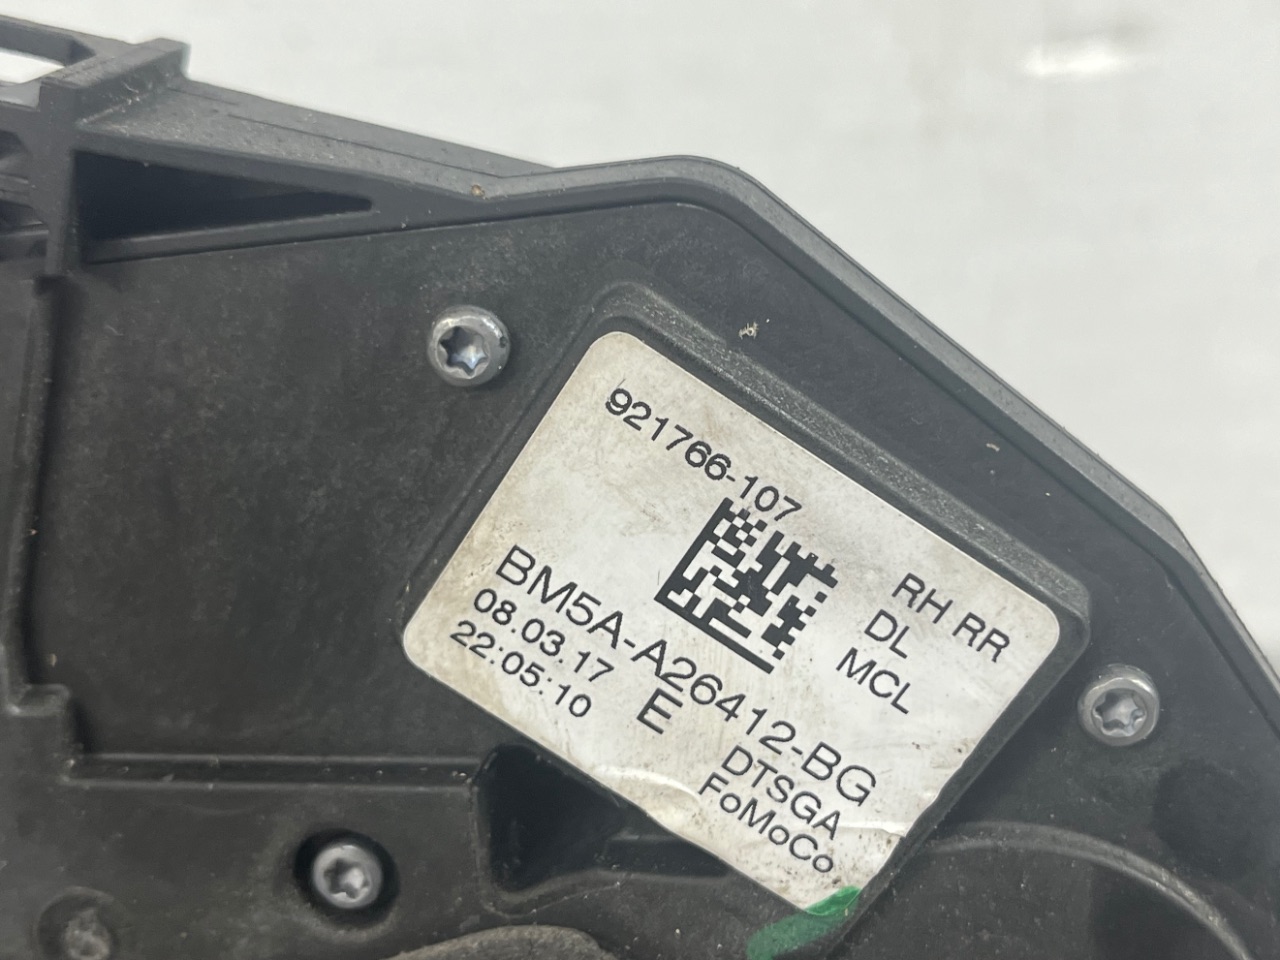 921766-107
RH RR
DL
MCL
BM5A-A26412-BG
08.03.17 E DTSGA
22:05:10 FoMoCo